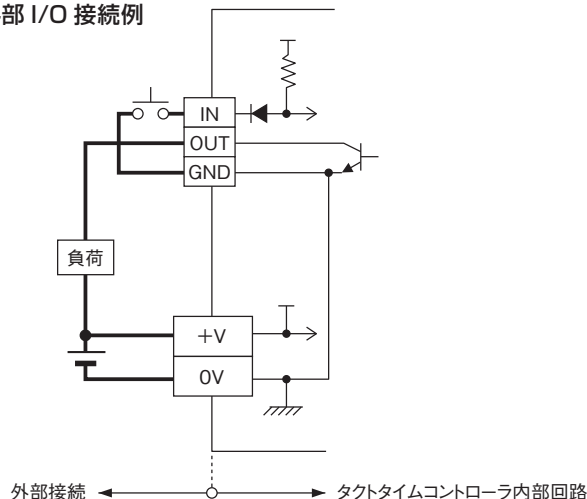 部 I/O 接続例
IN
OUT
GND
負荷
+V
0V
外部接続
タクトタイムコントローラ内部回路